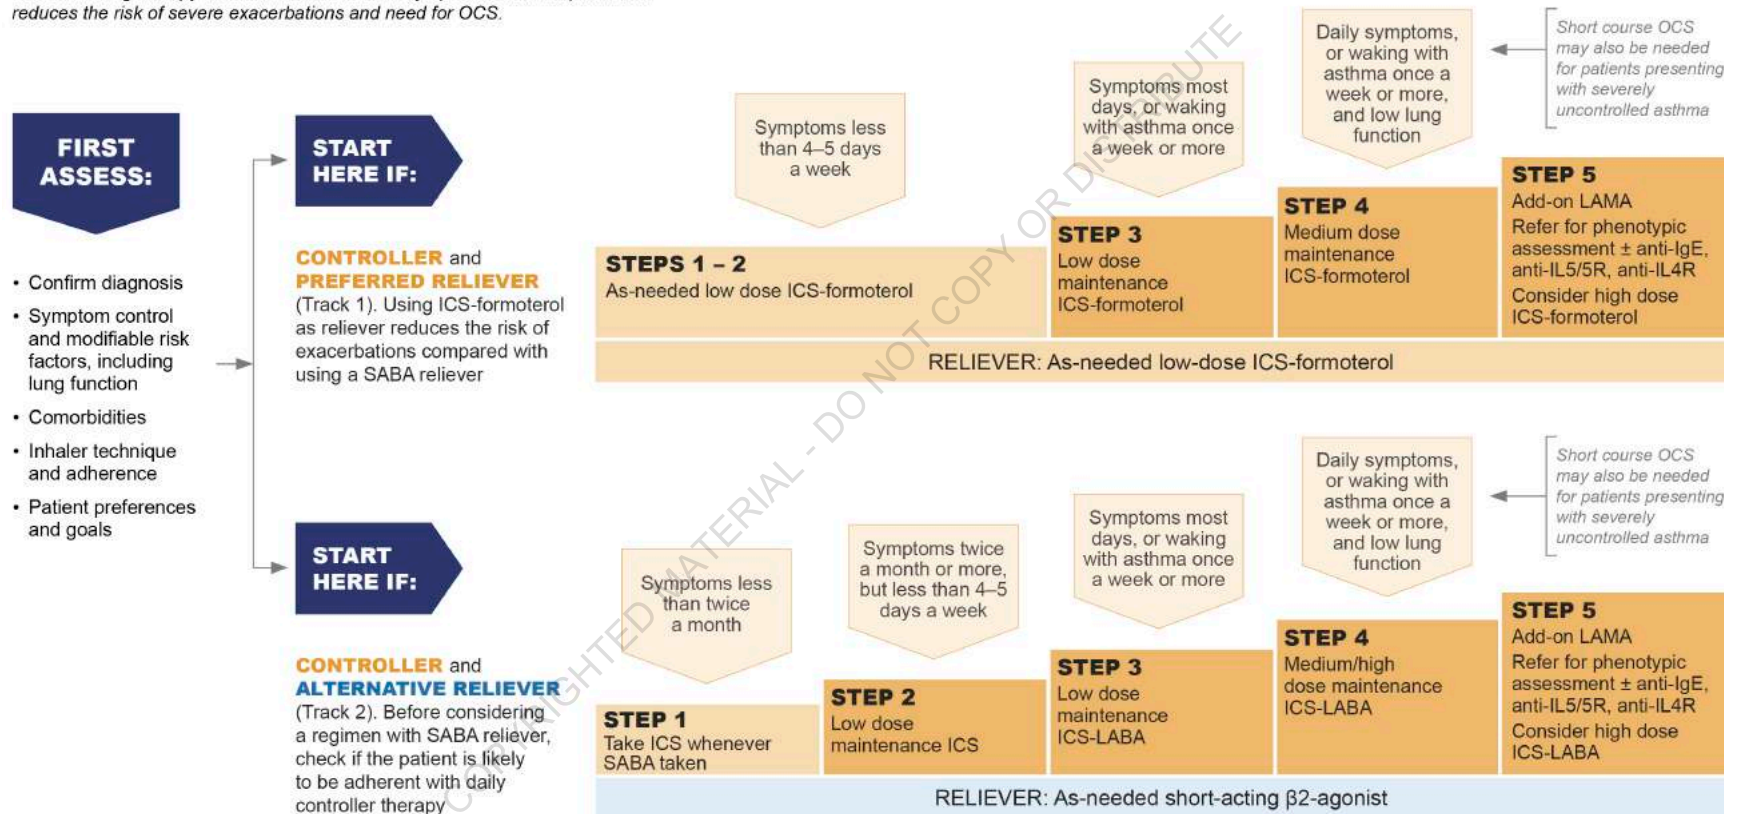 reduces the risk of severe exacerbations and need for OCS.
FIRST
ASSESS:
• Confirm diagnosis
• Symptom control
and modifiable risk
factors, including
lung function
• Comorbidities
• Inhaler technique
and adherence
• Patient preferences
and goals
START
HERE IF:
CONTROLLER and
PREFERRED RELIEVER
(Track 1). Using ICS-formoterol
as reliever reduces the risk of
exacerbations compared with
using a SABA reliever
Symptoms less
than 4–5 days
a week
Symptoms most
days, or waking
with asthma once
a week or more
Daily symptoms,
or waking with
asthma once a
week or more,
and low lung
function
Short course OCS
may also be needed
for patients presenting
with severely
uncontrolled asthma
STEPS 1 – 2
As-needed low dose ICS-formoterol
STEP 3
Low dose
maintenance
ICS-formoterol
STEP 4
Medium dose
maintenance
ICS-formoterol
STEP 5
Add-on LAMA
Refer for phenotypic
assessment ± anti-IgE,
anti-IL5/5R, anti-IL4R
Consider high dose
ICS-formoterol
RELIEVER: As-needed low-dose ICS-formoterol
START
HERE IF:
CONTROLLER and
ALTERNATIVE RELIEVER
(Track 2). Before considering
a regimen with SABA reliever,
check if the patient is likely
to be adherent with daily
controller therapy
Symptoms less
than twice
a month
Symptoms twice
a month or more,
but less than 4–5
days a week
Symptoms most
days, or waking
with asthma once
a week or more
Daily symptoms,
or waking with
asthma once a
week or more,
and low lung
function
Short course OCS
may also be needed
for patients presenting
with severely
uncontrolled asthma
STEP 1
Take ICS whenever
SABA taken
STEP 2
Low dose
maintenance ICS
STEP 3
Low dose
maintenance
ICS-LABA
STEP 4
Medium/high
dose maintenance
ICS-LABA
STEP 5
Add-on LAMA
Refer for phenotypic
assessment ± anti-IgE,
anti-IL5/5R, anti-IL4R
Consider high dose
ICS-LABA
RELIEVER: As-needed short-acting β2-agonist
COPYRIGHTED MATERIAL - DO NOT COPY OR DISTRIBUTE